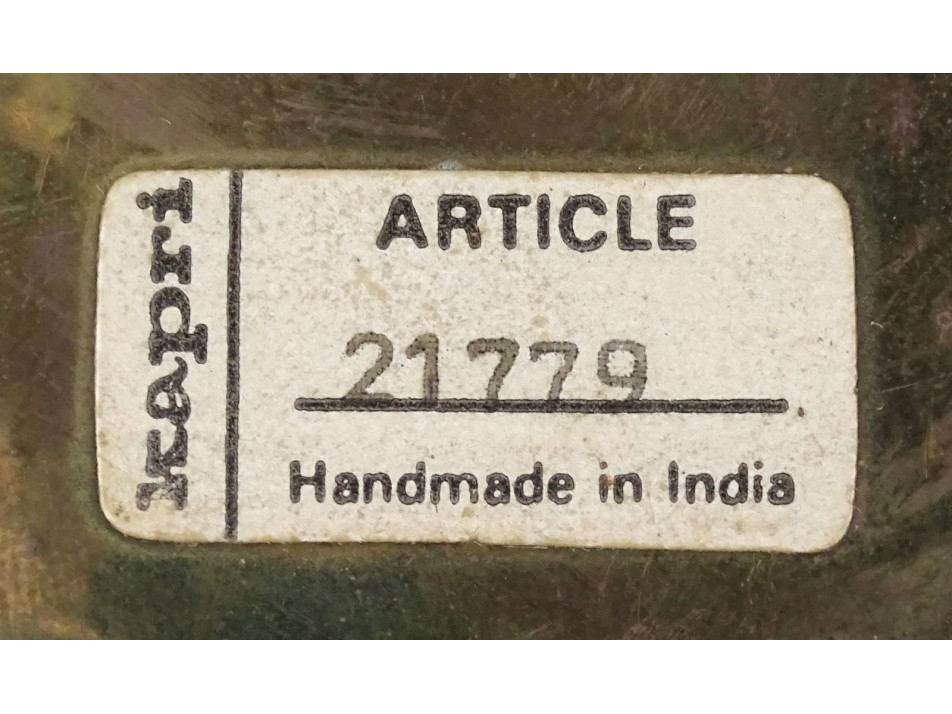 kapri
ARTICLE
21779
Handmade in India